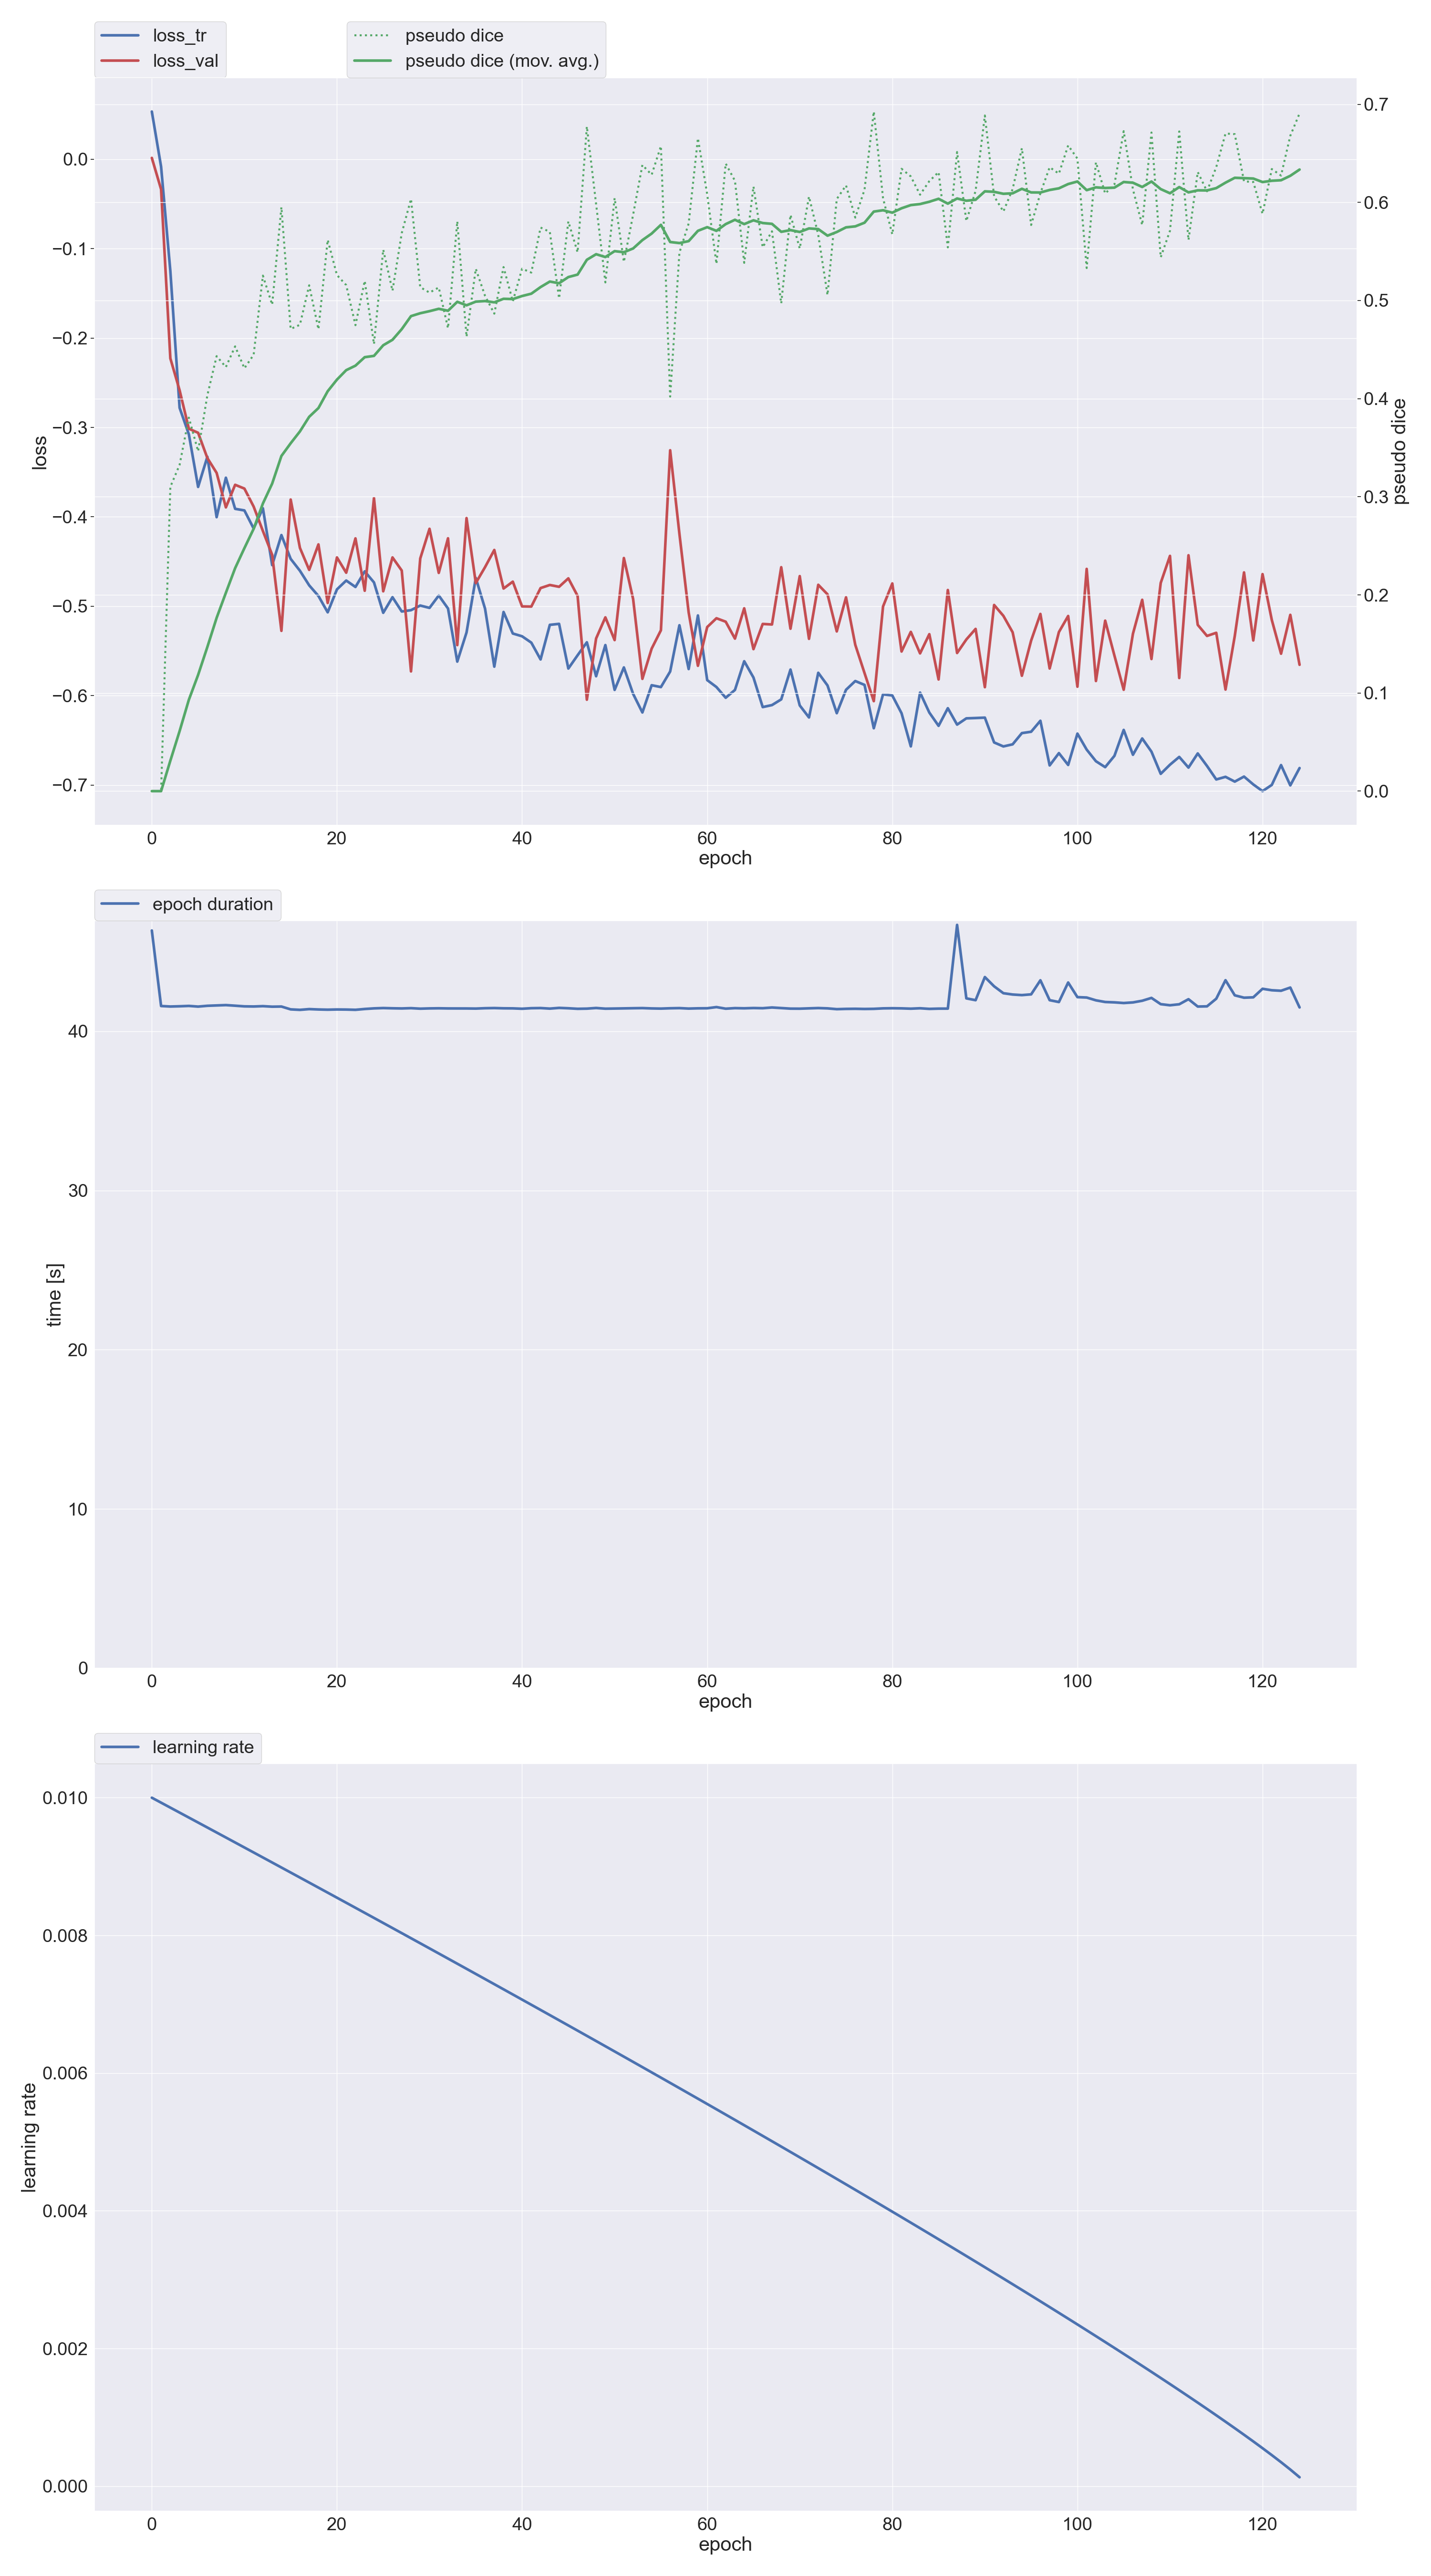 loss_tr
loss_val
pseudo dice
pseudo dice (mov. avg.)
0.0
−0.1
−0.2
−0.3
−0.4
−0.5
−0.6
−0.7
loss
0.7
0.6
0.5
0.4
0.3
0.2
0.1
0.0
pseudo dice
0 20 40 60 80 100 120
epoch
epoch duration
40
30
20
10
0
time [s]
0 20 40 60 80 100 120
epoch
learning rate
0.010
0.008
0.006
0.004
0.002
0.000
learning rate
0 20 40 60 80 100 120
epoch